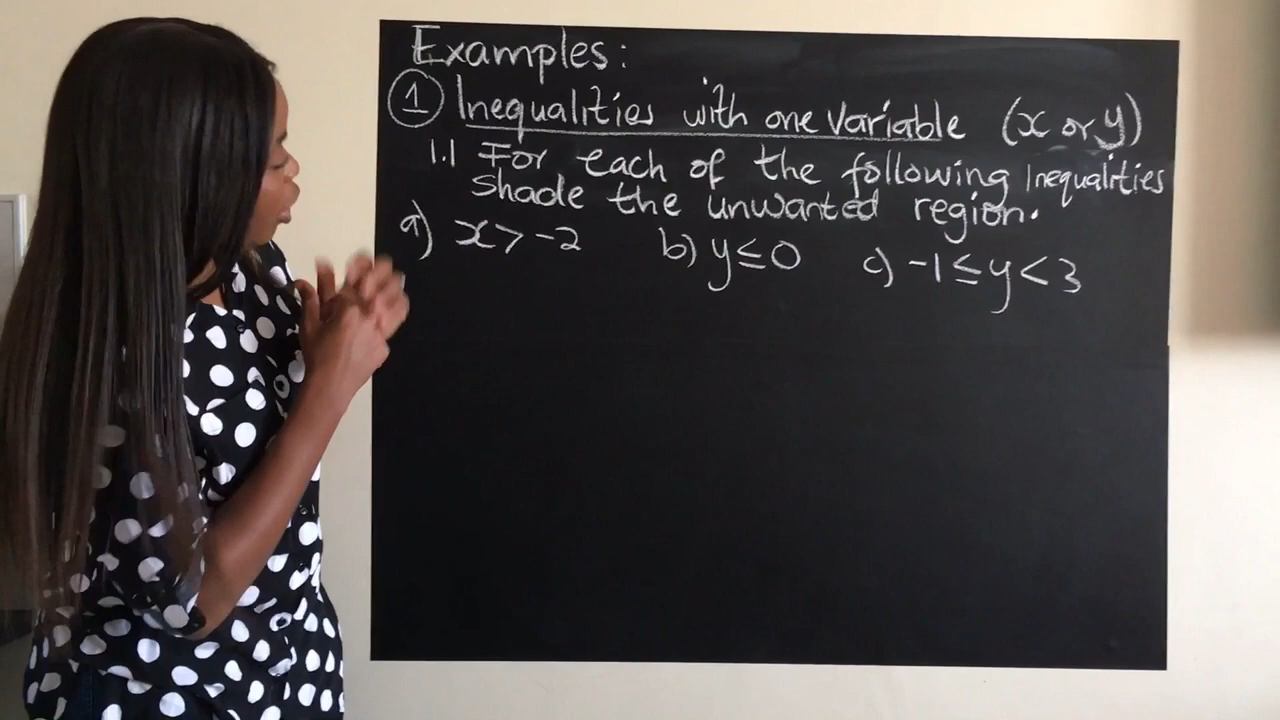 Examples:
① Inequalities with one variable (x or y)
1.1 For each of the following Inequalities
shade the unwanted region.
a) x > -2 b) y ≤ 0 c) -1 ≤ y < 3